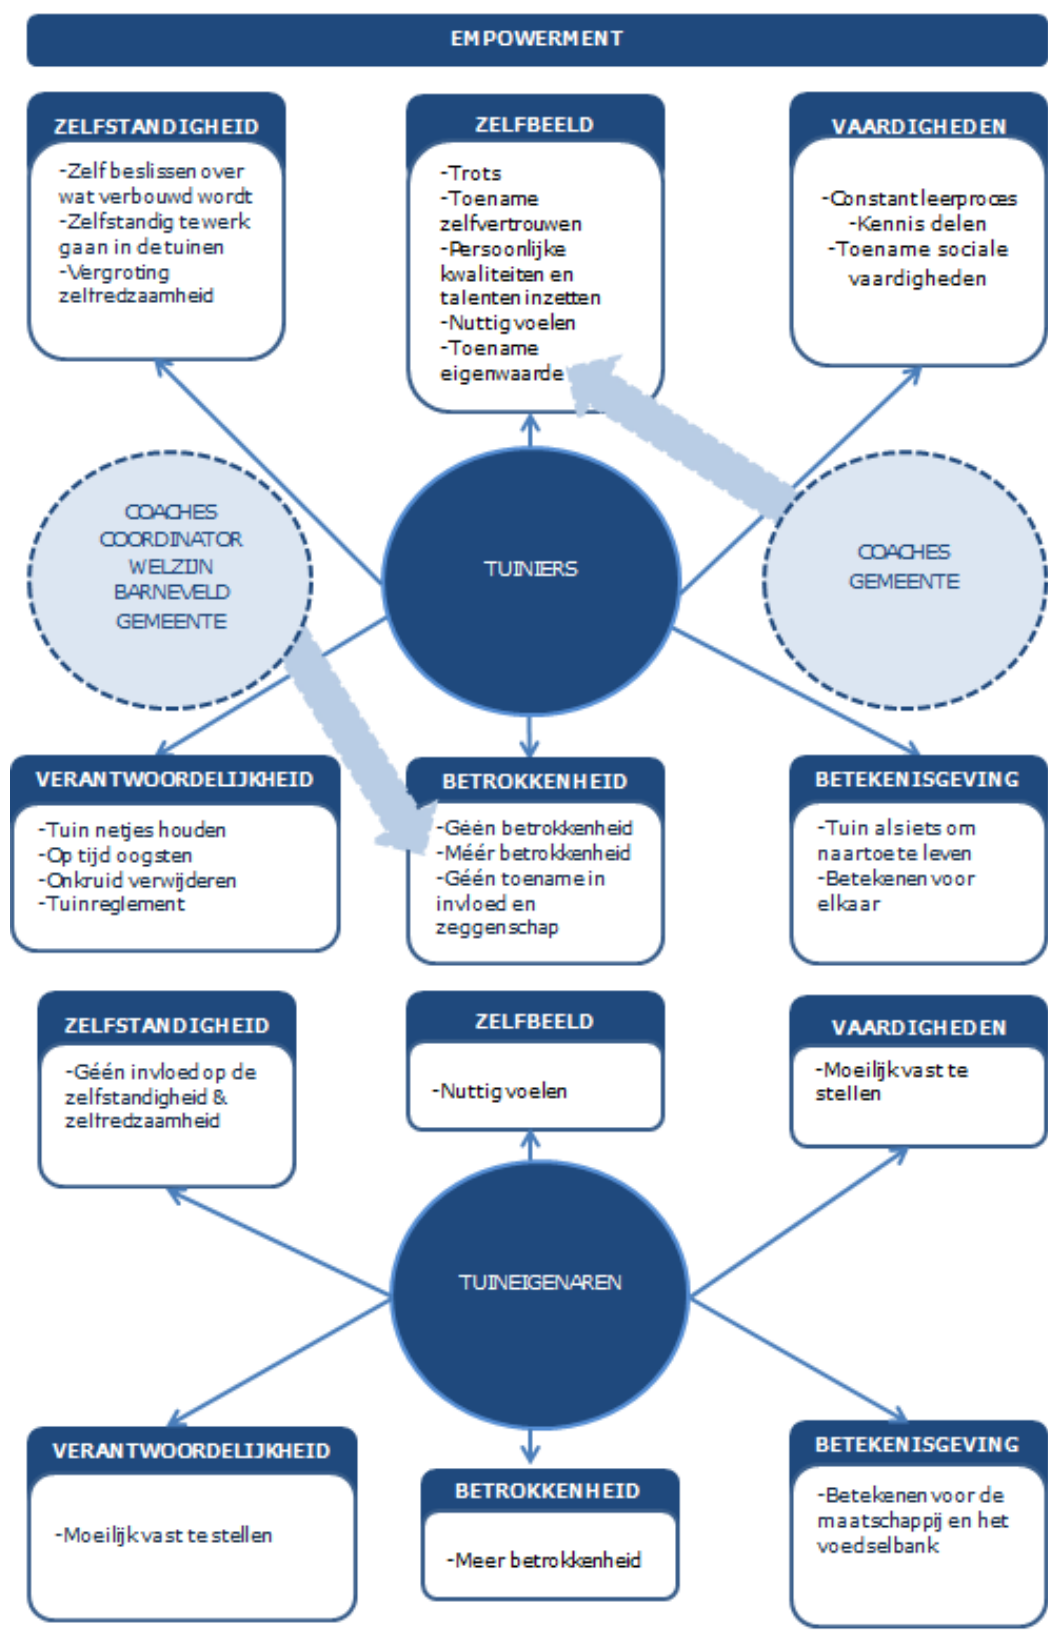 EMPOWERMENT
ZELFSTANDIGHEID
-Zelf beslissen over
wat verbouwd wordt
-Zelfstandig te werk
gaan in de tuinen
-Vergroting
zelfredzaamheid
ZELFBEELD
-Trots
-Toename
zelfvertrouwen
-Persoonlijke
kwaliteiten en
talenten inzetten
-Nuttig voelen
-Toename
eigenwaarde
VAARDIGHEDEN
-Constant leerproces
-Kennis delen
-Toename sociale
vaardigheden
COACHES
COORDINATOR
WELZIJN
BARNEVELD
GEMEENTE
TUINIERS
COACHES
GEMEENTE
VERANTWOORDELIJKHEID
-Tuin netjes houden
-Op tijd oogsten
-Onkruid verwijderen
-Tuinreglement
BETROKKENHEID
-Géén betrokkenheid
-Méér betrokkenheid
-Géén toename in
invloed en
zeggenschap
BETEKENISGEVING
-Tuin als iets om
naartoe te leven
-Betekenen voor
elkaar
ZELFSTANDIGHEID
-Géén invloed op de
zelfstandigheid &
zelfredzaamheid
ZELFBEELD
-Nuttig voelen
VAARDIGHEDEN
-Moeilijk vast te
stellen
TUINEIGENAREN
VERANTWOORDELIJKHEID
-Moeilijk vast te stellen
BETROKKENHEID
-Meer betrokkenheid
BETEKENISGEVING
-Betekenen voor de
maatschappij en het
voedselbank